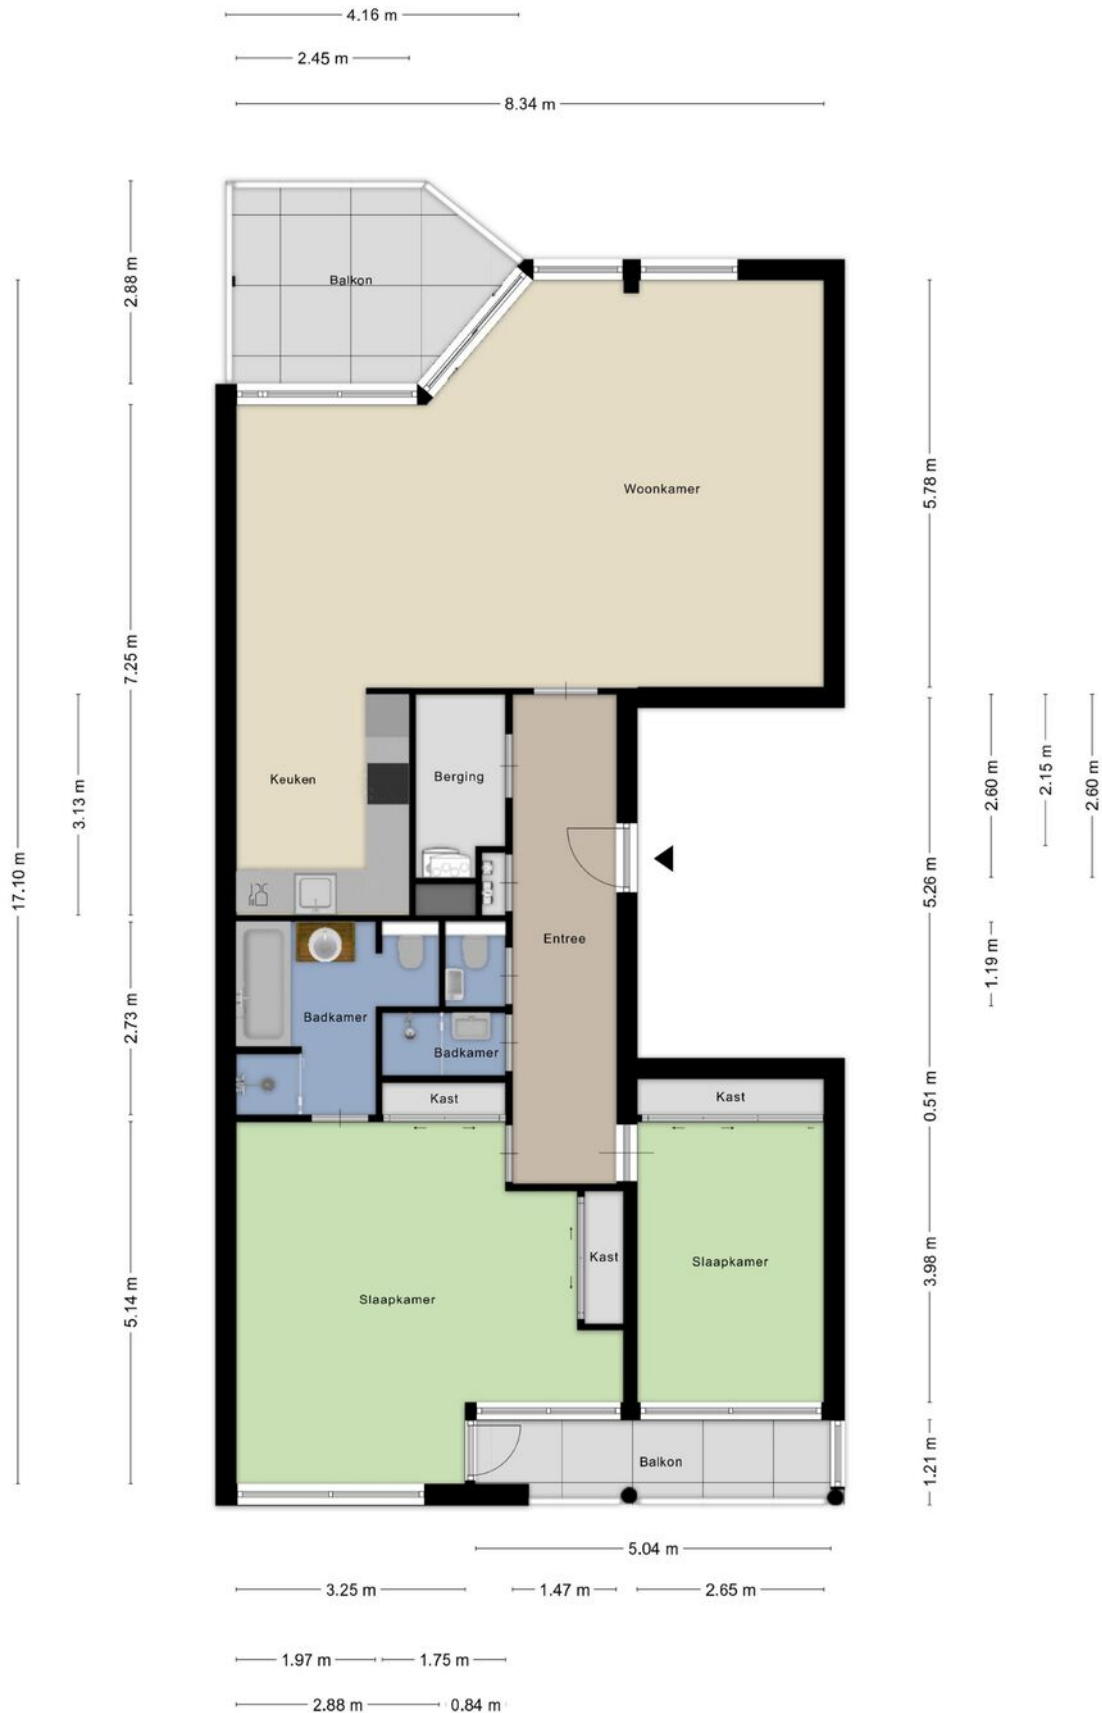 4.16 m
2.45 m
8.34 m
Balkon
2.88 m
Woonkamer
5.78 m
7.25 m
Keuken
Berging
3.13 m
2.60 m
2.15 m
2.60 m
17.10 m
5.26 m
Entree
1.19 m
Badkamer
2.73 m
Badkamer
Kast
Kast
0.51 m
Kast
Slaapkamer
3.98 m
Slaapkamer
5.14 m
Balkon
1.21 m
5.04 m
3.25 m
1.47 m
2.65 m
1.97 m
1.75 m
2.88 m
0.84 m